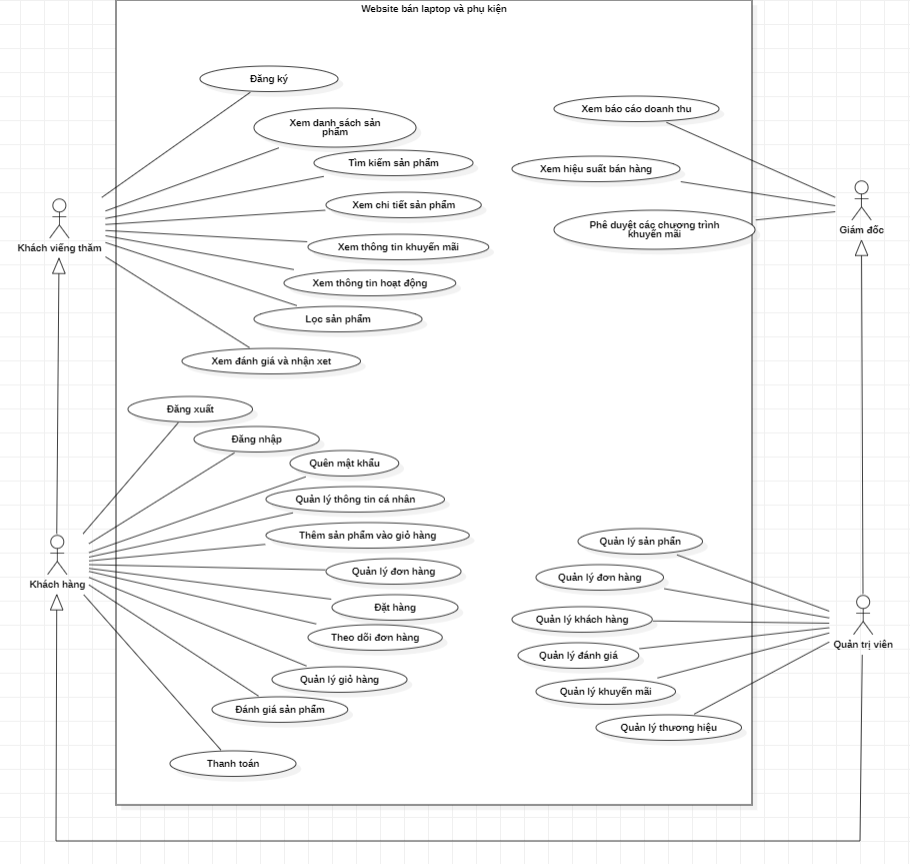 Website bán laptop và phụ kiện
Đăng ký
Xem danh sách sản
phẩm
Tìm kiếm sản phẩm
Xem chi tiết sản phẩm
Xem thông tin khuyến mãi
Xem thông tin hoạt động
Lọc sản phẩm
Xem đánh giá và nhận xet
Khách viếng thăm
Xem báo cáo doanh thu
Xem hiệu suất bán hàng
Phê duyệt các chương trình
khuyến mãi
Giám đốc
Đăng xuất
Đăng nhập
Quên mật khẩu
Quản lý thông tin cá nhân
Thêm sản phẩm vào giỏ hàng
Quản lý đơn hàng
Đặt hàng
Theo dõi đơn hàng
Quản lý giỏ hàng
Đánh giá sản phẩm
Thanh toán
Khách hàng
Quản lý sản phẩn
Quản lý đơn hàng
Quản lý khách hàng
Quản lý đánh giá
Quản lý khuyến mãi
Quản lý thương hiệu
Quản trị viên